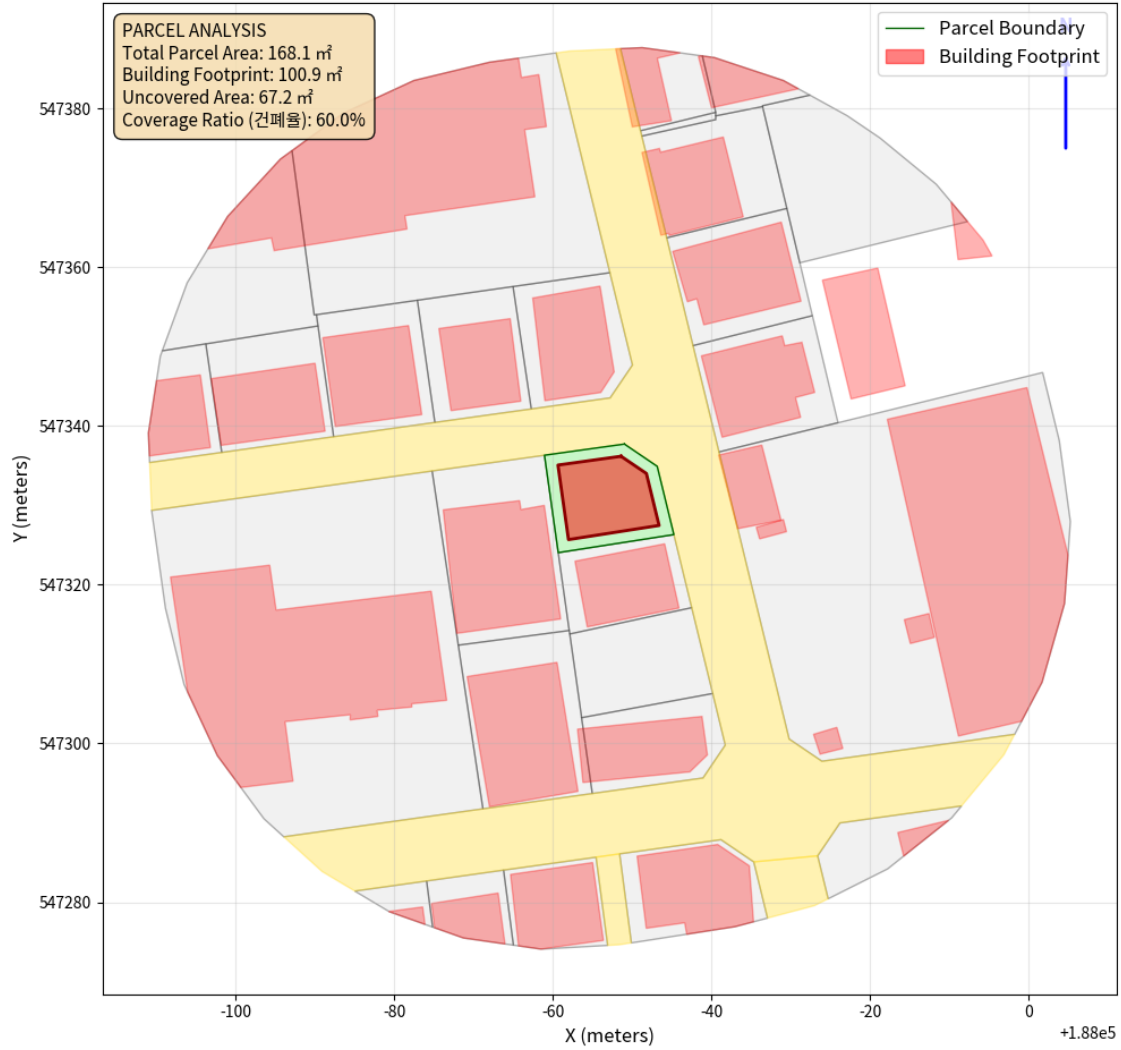 PARCEL ANALYSIS
Total Parcel Area: 168.1 ㎡
Building Footprint: 100.9 ㎡
Uncovered Area: 67.2 ㎡
Coverage Ratio (건폐율): 60.0%
Parcel Boundary
Building Footprint
N
547380
547360
547340
547320
547300
547280
Y (meters)
-100
-80
-60
-40
-20
0
+1.88e5
X (meters)